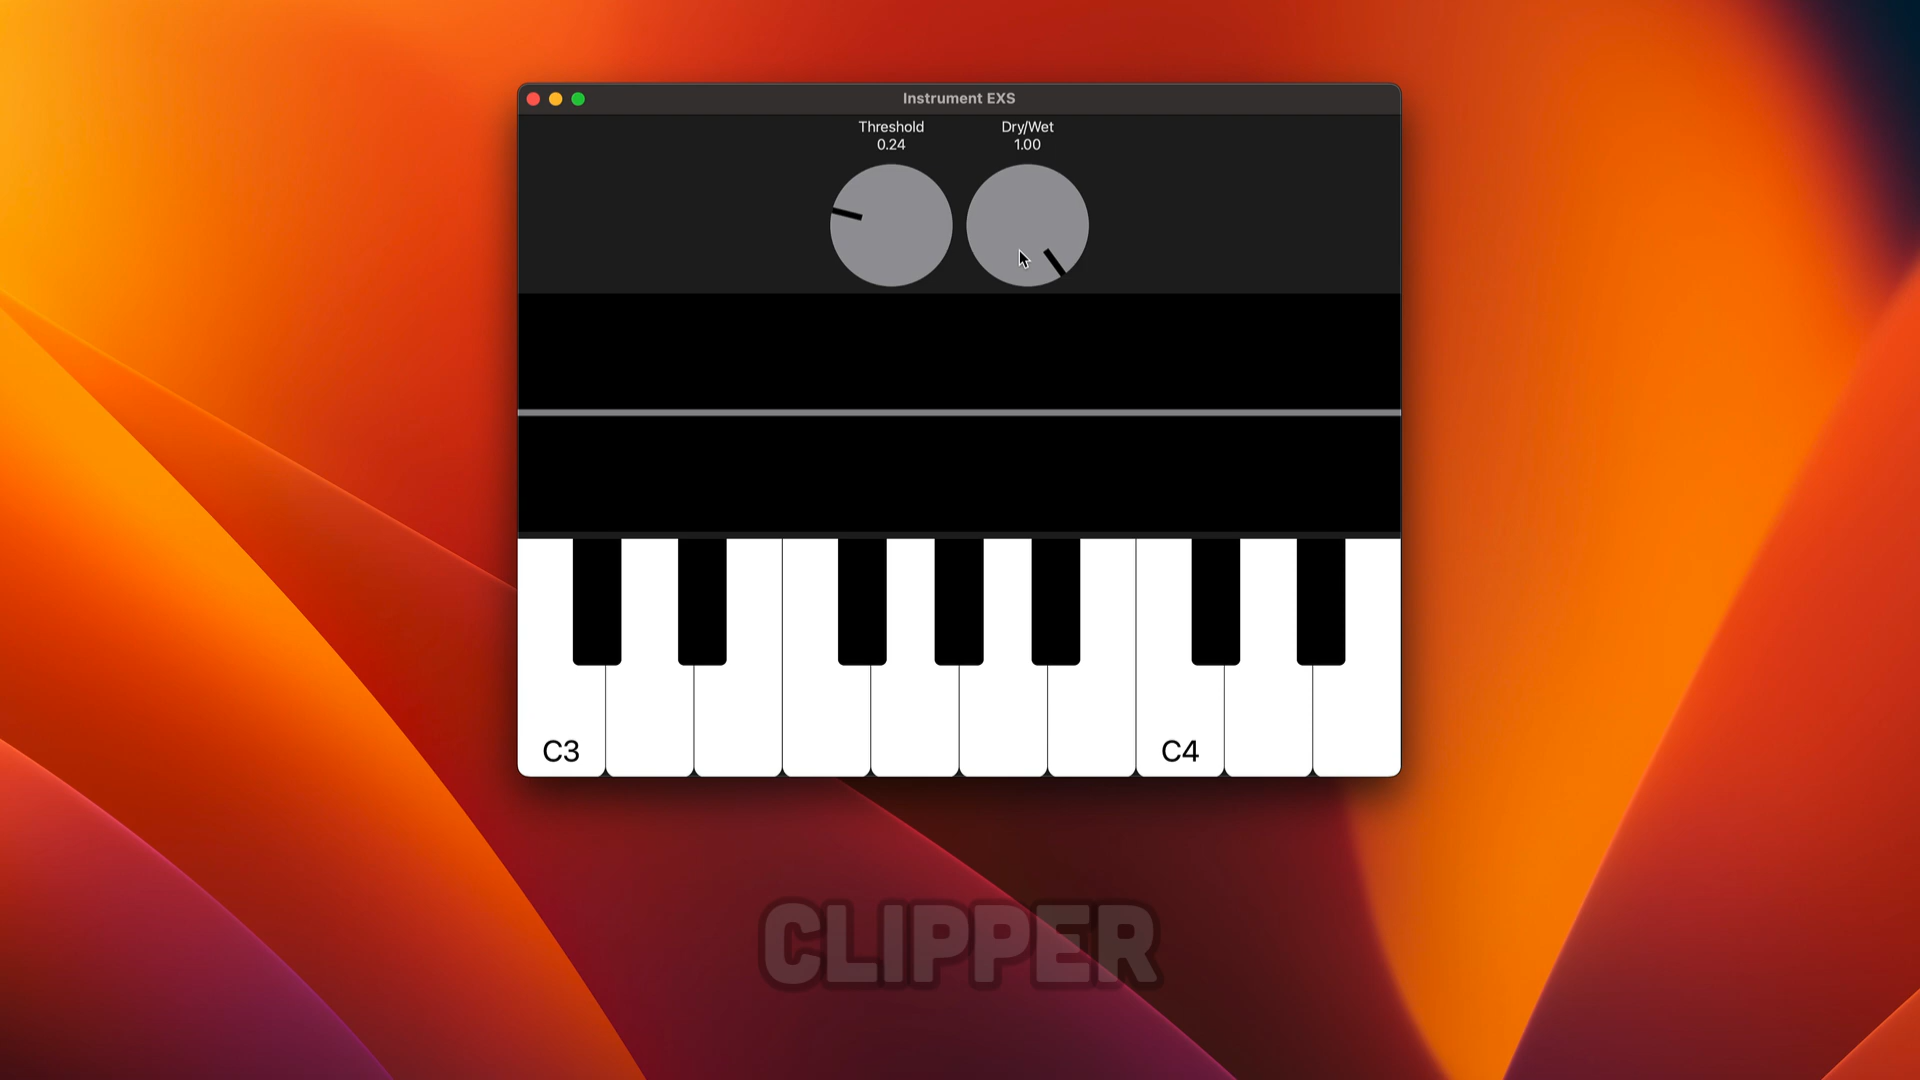 Instrument EXS
Threshold
0.24
Dry/Wet
1.00
C3
C4
CLIPPER